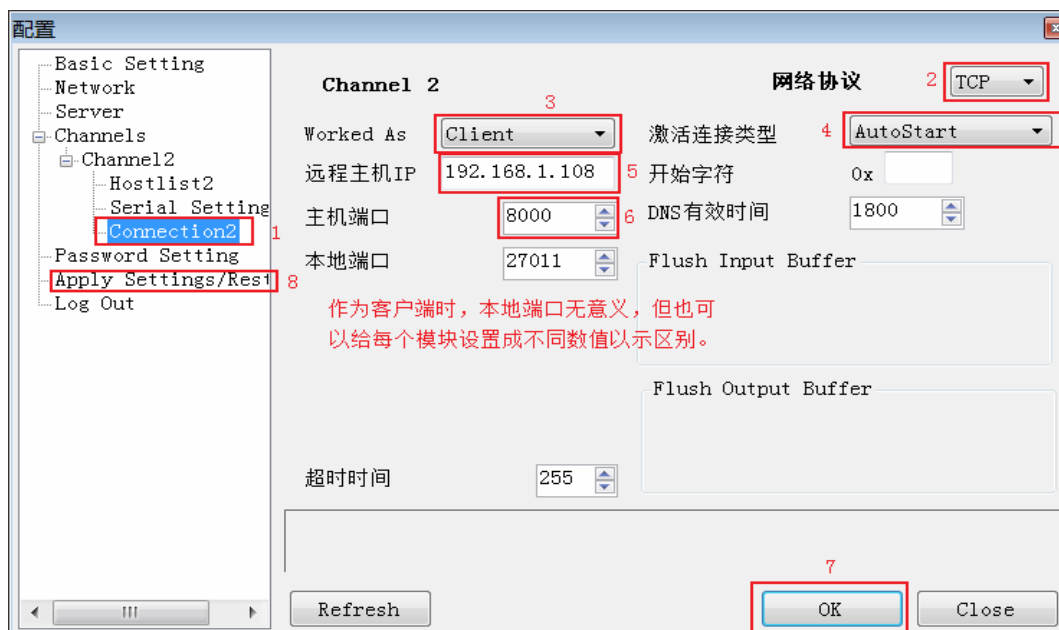 配置
Basic Setting
Network
Server
Channels
Channel2
Hostlist2
Serial Setting
Connection2 1
Password Setting
Apply Settings/Rest 8
Log Out
Channel 2
网络协议 2 TCP
3
Worked As Client
激活连接类型 4 AutoStart
远程主机IP 192.168.1.108 5
开始字符 0x
主机端口 8000 6
DNS有效时间 1800
本地端口 27011
Flush Input Buffer
作为客户端时，本地端口无意义，但也可
以给每个模块设置成不同数值以示区别。
Flush Output Buffer
超时时间 255
7
Refresh
OK
Close